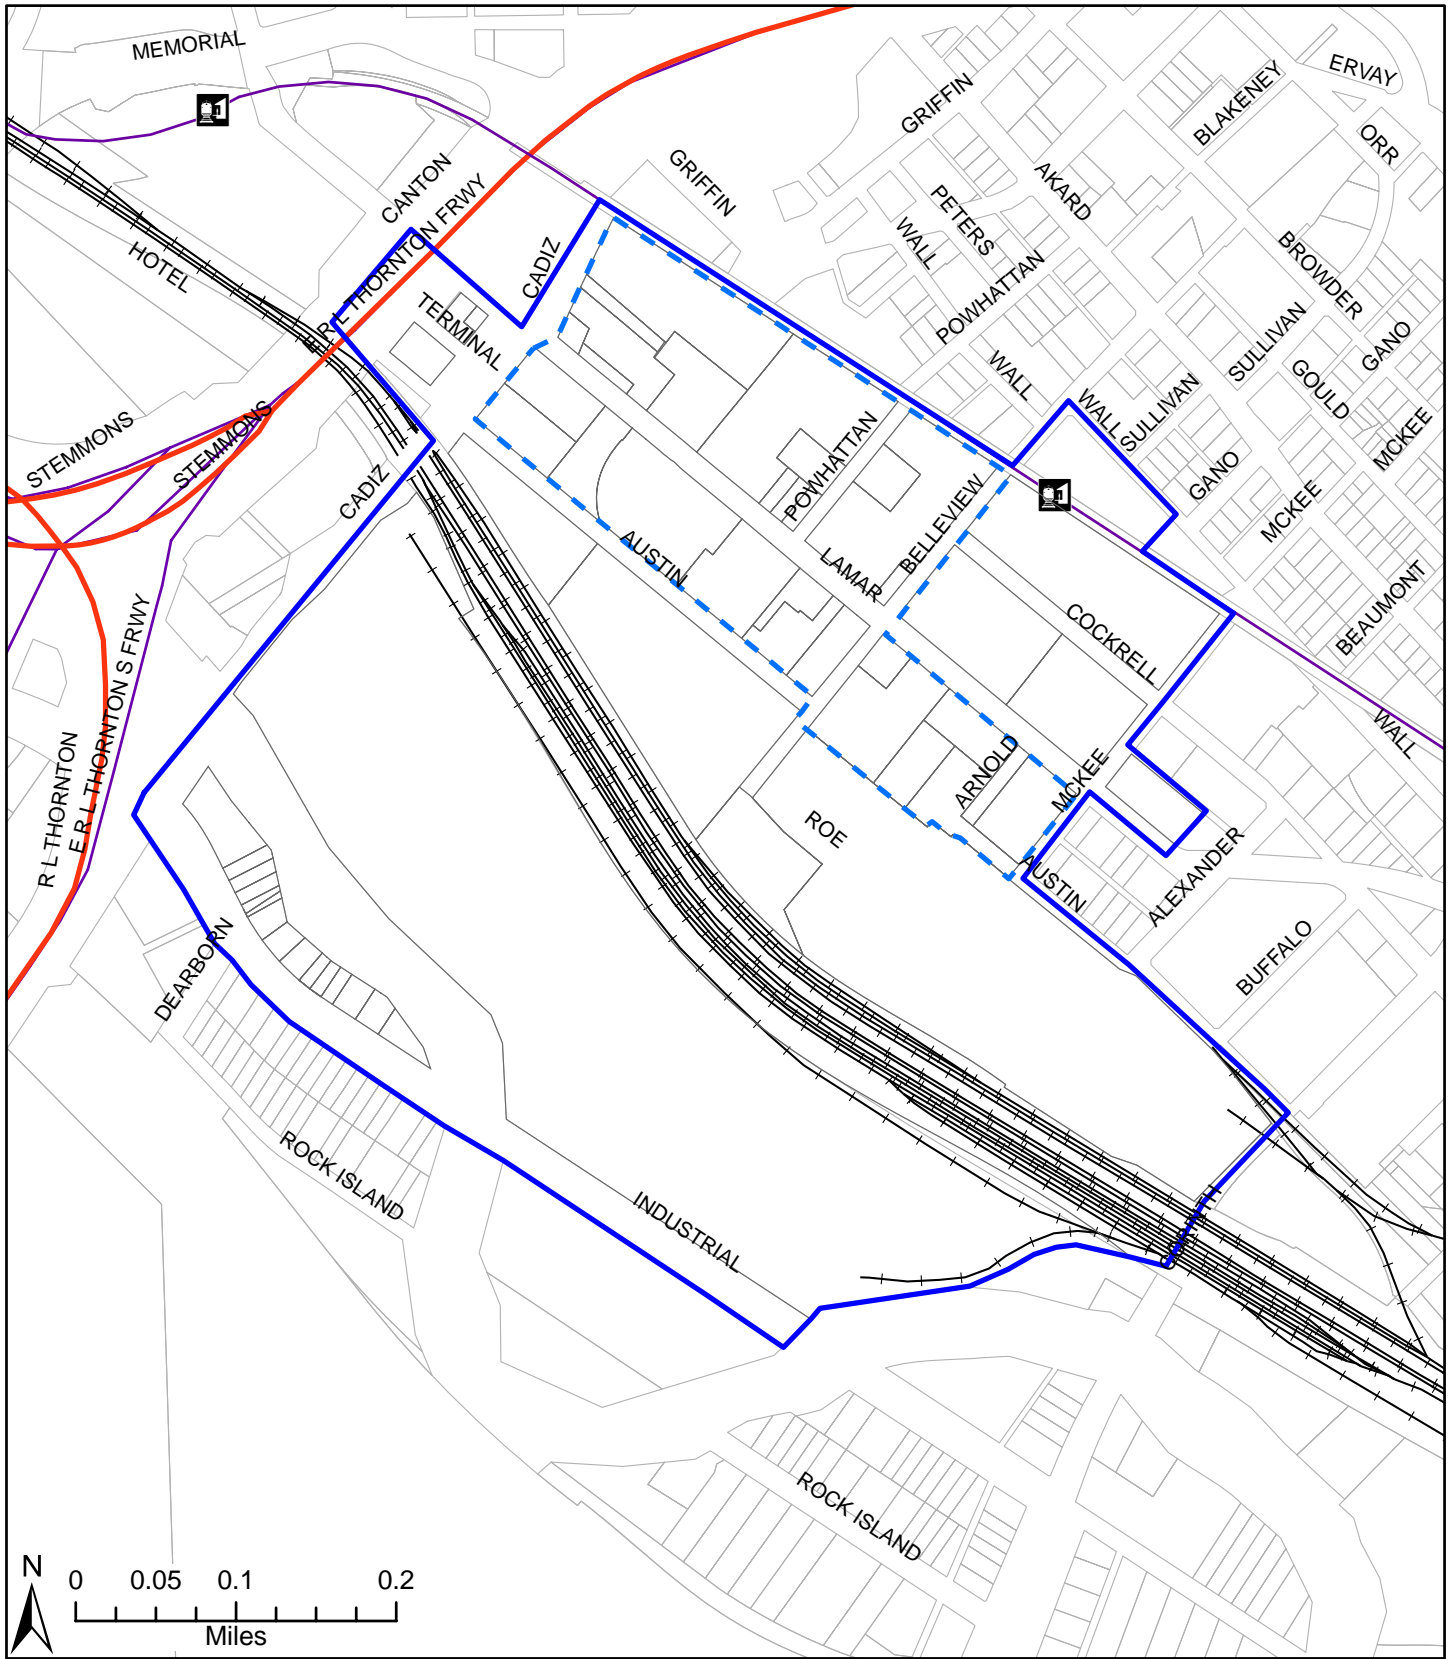 MEMORIAL
ERVAY
BLAKENEY
GRIFFIN
ORR
GRIFFIN
CANTON
AKARD
PETERS
WALL
E R L THORNTON FRWY
HOTEL
CADIZ
POWHATTAN
BROWDER
TERMINAL
SULLIVAN
GANO
WALL
GOULD
WALL
SULLIVAN
MCKEE
STEMMONS
STEMMONS
CADIZ
POWHATTAN
GANO
BELLEVIEW
MCKEE
AUSTIN
LAMAR
BEAUMONT
COCKRELL
E R L THORNTON S FRWY
R L THORNTON
WALL
ARNOLD
MCKEE
ROE
AUSTIN
ALEXANDER
DEARBORN
BUFFALO
ROCK ISLAND
INDUSTRIAL
ROCK ISLAND
N
0 0.05 0.1 0.2
Miles